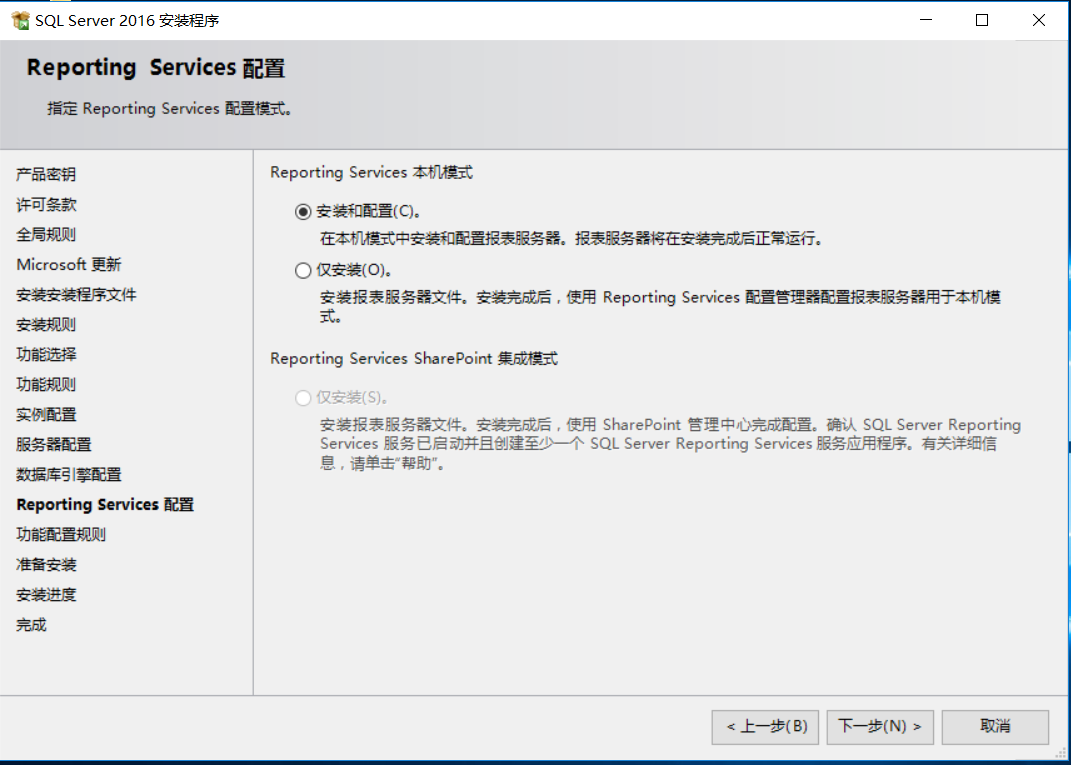 SQL Server 2016 安装程序
Reporting Services 配置
指定 Reporting Services 配置模式。
产品密钥
许可条款
全局规则
Microsoft 更新
安装安装程序文件
安装规则
功能选择
功能规则
实例配置
服务器配置
数据库引擎配置
Reporting Services 配置
功能配置规则
准备安装
安装进度
完成
Reporting Services 本机模式
安装和配置(C)。
在本机模式中安装和配置报表服务器。报表服务器将在安装完成后正常运行。
仅安装(O)。
安装报表服务器文件。安装完成后，使用 Reporting Services 配置管理器配置报表服务器用于本机模
式。
Reporting Services SharePoint 集成模式
仅安装(S)。
安装报表服务器文件。安装完成后，使用 SharePoint 管理中心完成配置。确认 SQL Server Reporting
Services 服务已启动并且创建至少一个 SQL Server Reporting Services 服务应用程序。有关详细信
息，请单击“帮助”。
< 上一步(B)
下一步(N) >
取消